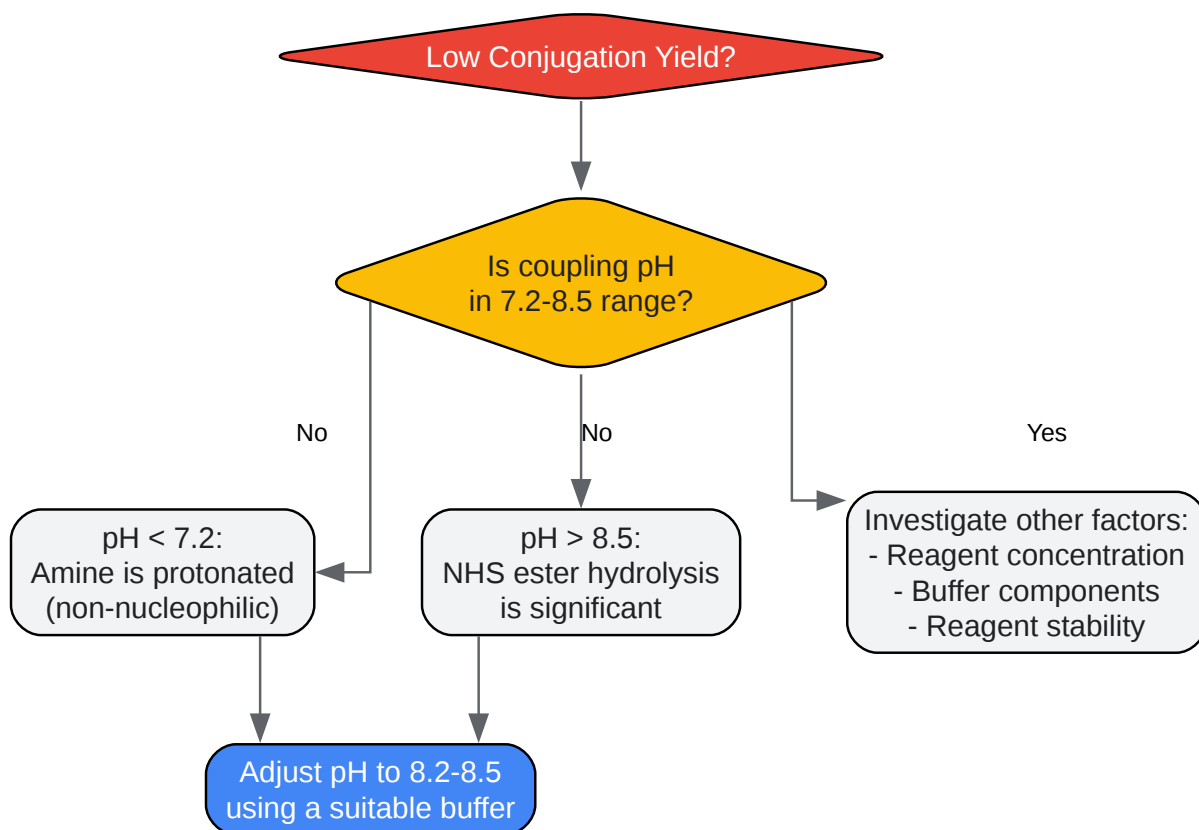 Low Conjugation Yield?
Is coupling pH
in 7.2-8.5 range?
No
No
Yes
pH < 7.2:
Amine is protonated
(non-nucleophilic)
pH > 8.5:
NHS ester hydrolysis
is significant
Investigate other factors:
- Reagent concentration
- Buffer components
- Reagent stability
Adjust pH to 8.2-8.5
using a suitable buffer